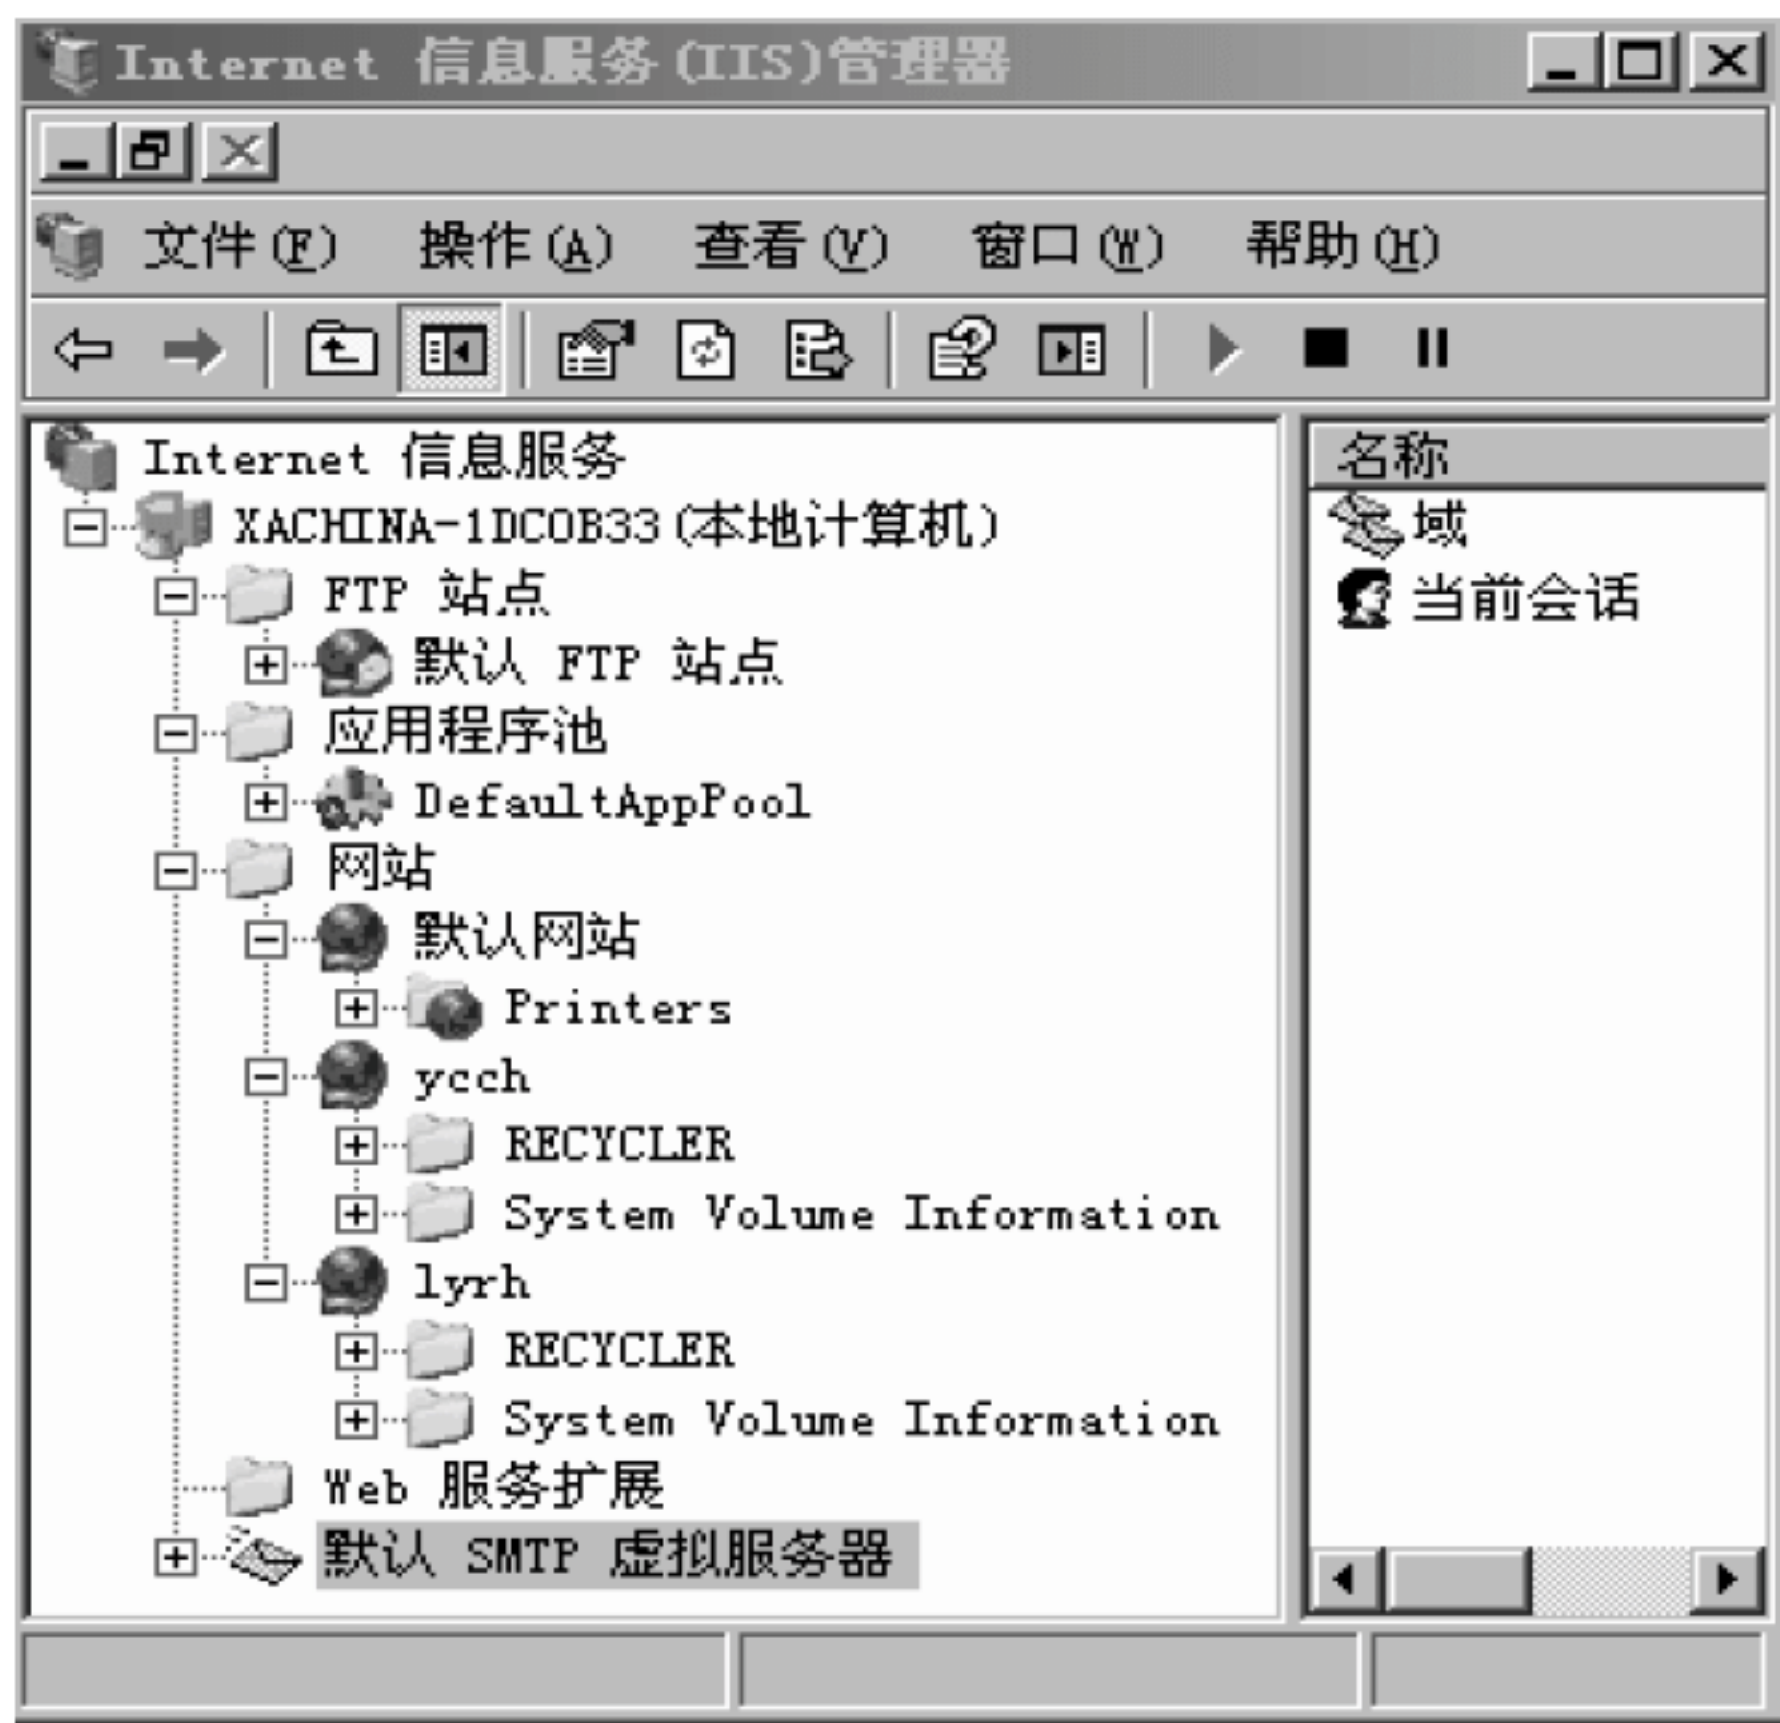 Internet 信息服务(IIS)管理器
文件(F) 操作(A) 查看(V) 窗口(W) 帮助(H)
Internet 信息服务
XACHINA-1DCOB33(本地计算机)
FTP 站点
默认 FTP 站点
应用程序池
DefaultAppPool
网站
默认网站
Printers
ycch
RECYCLER
System Volume Information
lyrh
RECYCLER
System Volume Information
Web 服务扩展
默认 SMTP 虚拟服务器
名称
域
当前会话